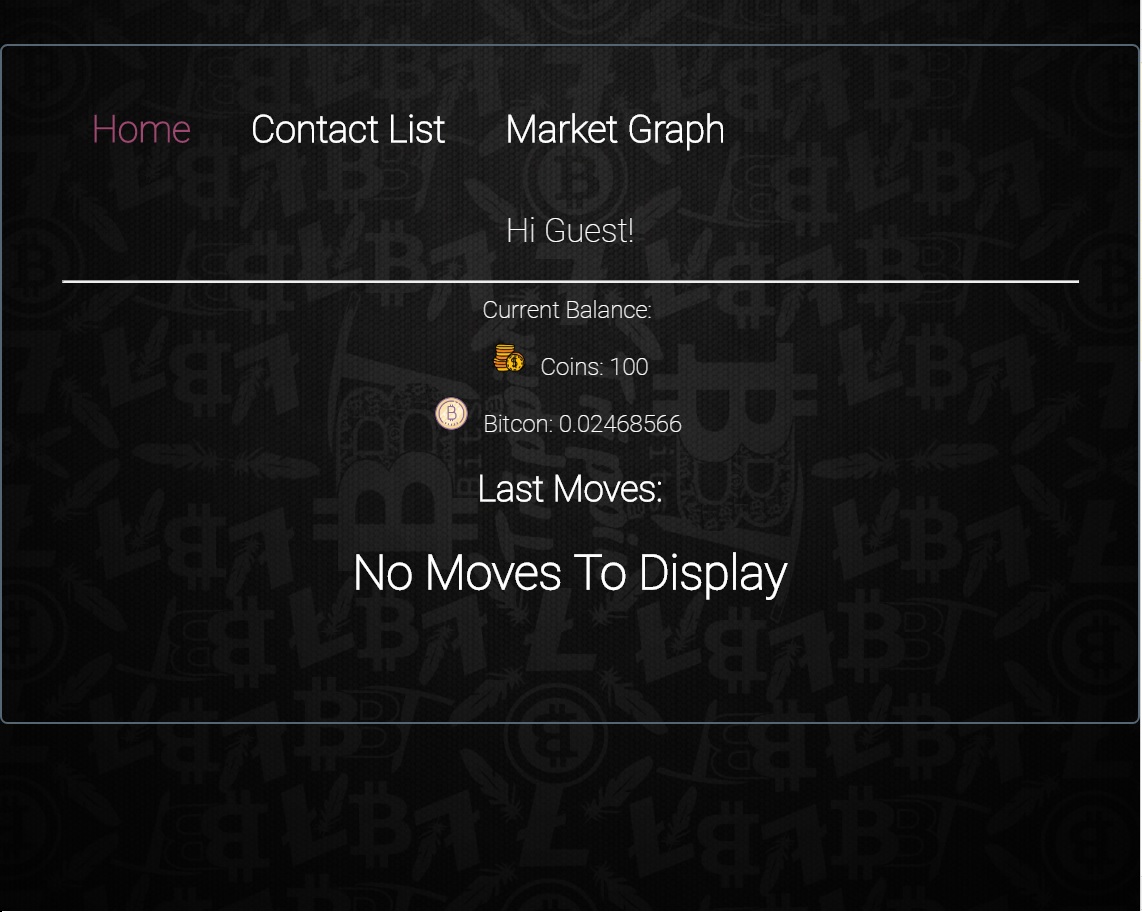 Home Contact List Market Graph
Hi Guest!
Current Balance:
Coins: 100
Bitcon: 0.02468566
Last Moves:
No Moves To Display